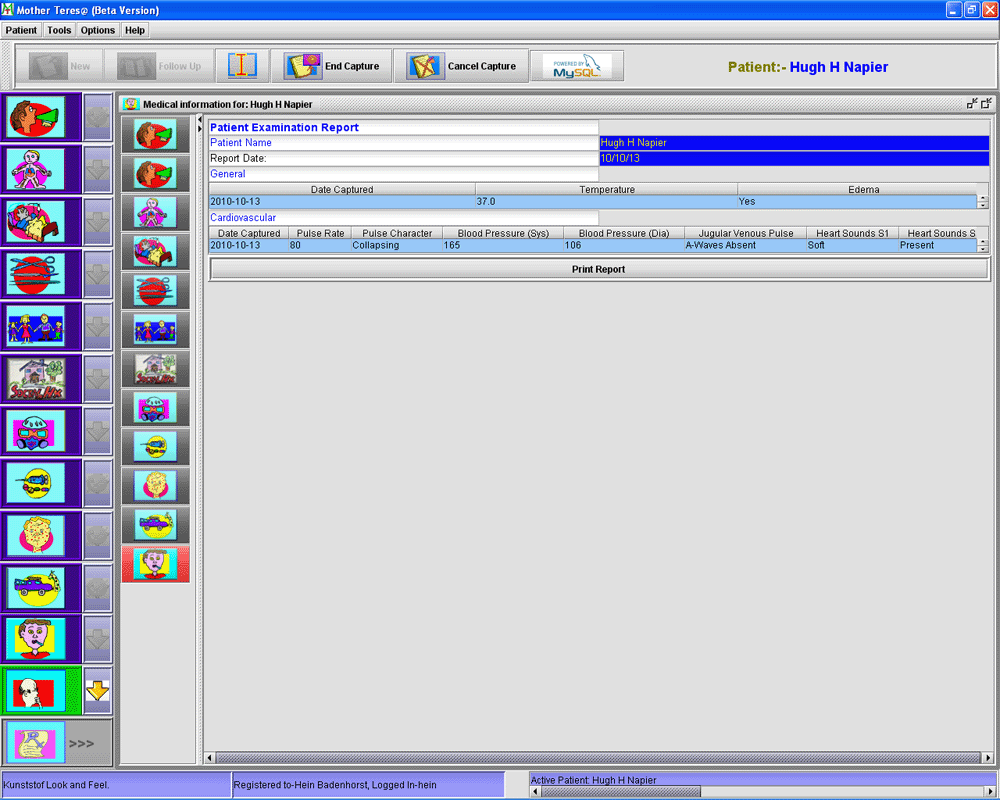 Mother Teres@ (Beta Version)
Patient Tools Options Help
New Follow Up End Capture Cancel Capture POWERED BY MySQL Patient:- Hugh H Napier
Medical information for: Hugh H Napier
Patient Examination Report
Patient Name Hugh H Napier
Report Date: 10/10/13
General
Date Captured Temperature Edema
2010-10-13 37.0 Yes
Cardiovascular
Date Captured Pulse Rate Pulse Character Blood Pressure (Sys) Blood Pressure (Dia) Jugular Venous Pulse Heart Sounds S1 Heart Sounds S
2010-10-13 80 Collapsing 165 106 A-Waves Absent Soft Present
Print Report
>>>
Kunststof Look and Feel. Registered to-Hein Badenhorst, Logged In-hein Active Patient: Hugh H Napier